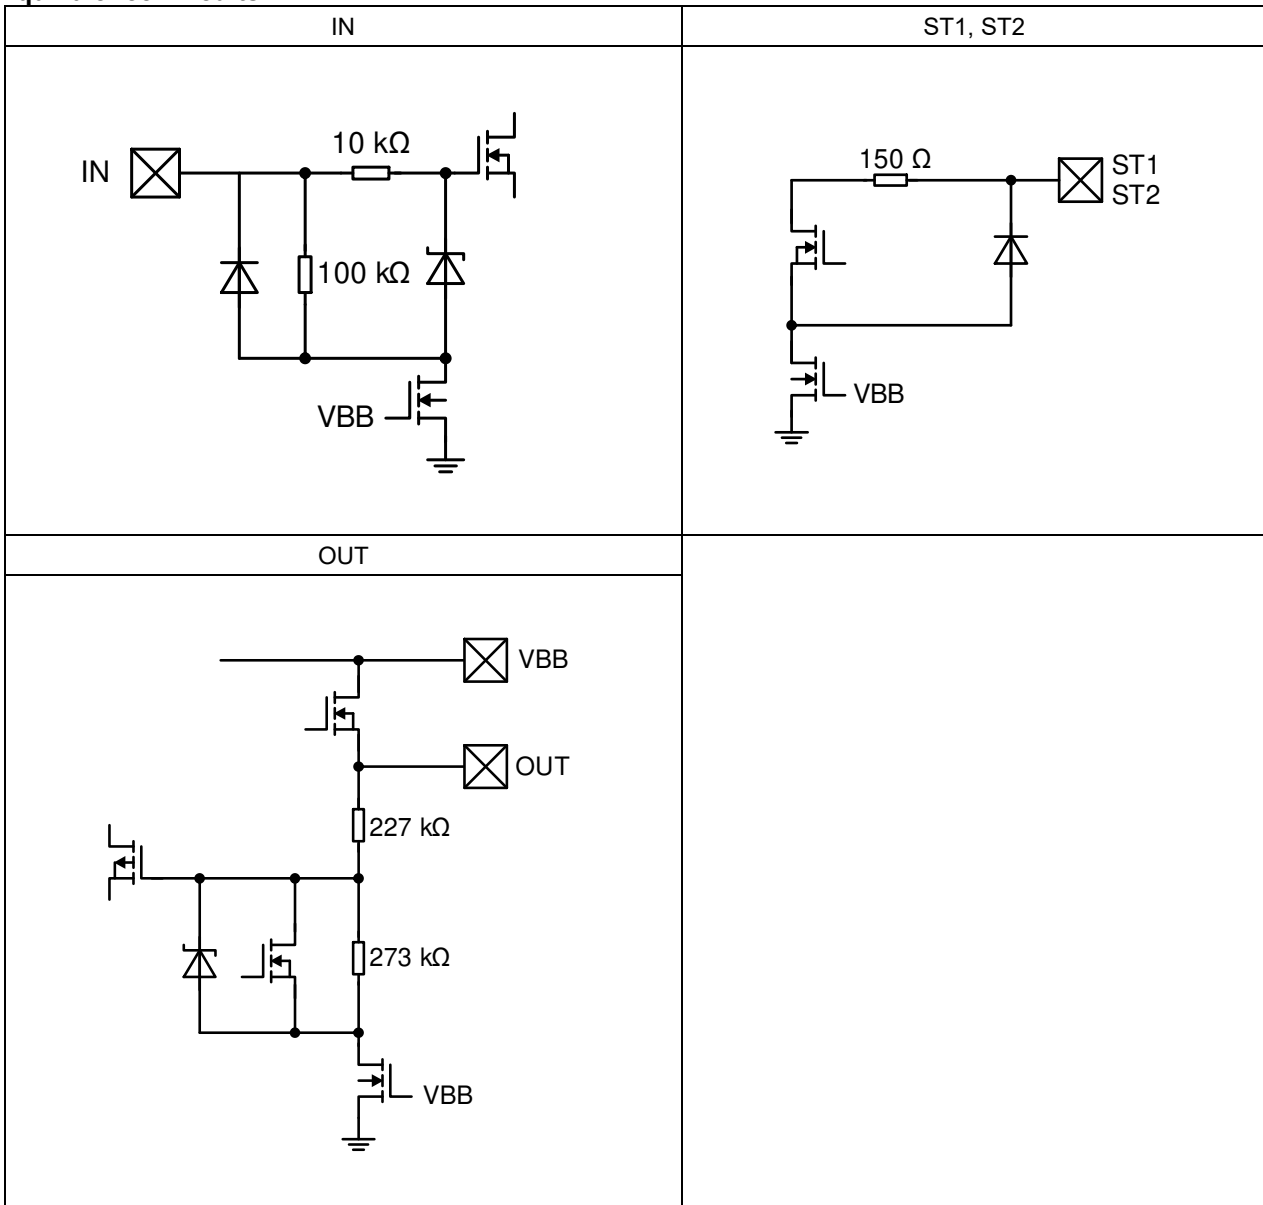 IN
ST1, ST2
IN
10 kΩ
100 kΩ
VBB
150 Ω
ST1
ST2
VBB
OUT
VBB
OUT
227 kΩ
273 kΩ
VBB